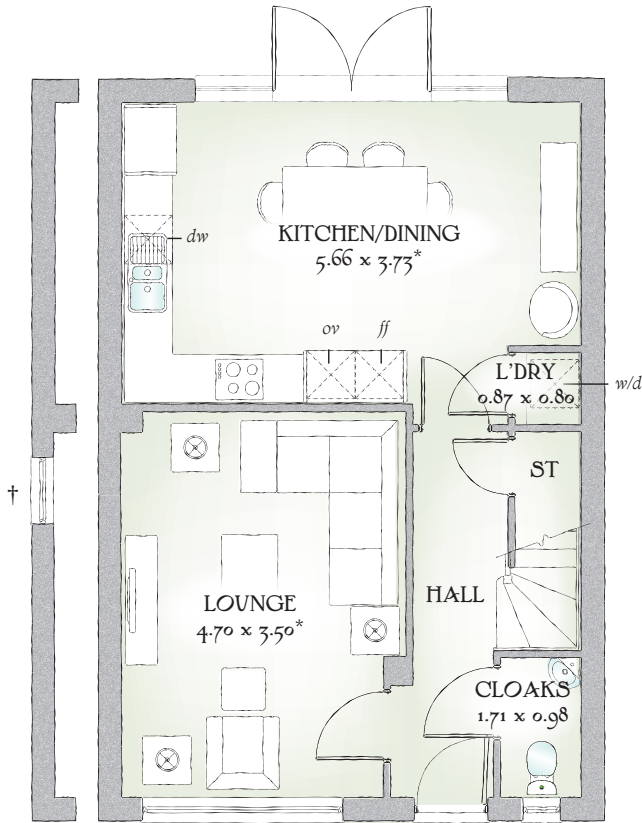 dw
KITCHEN/DINING
5.66 x 3.73*
ov
ff
L'DRY
0.87 x 0.80
w/d
ST
†
HALL
LOUNGE
4.70 x 3.50*
CLOAKS
1.71 x 0.98